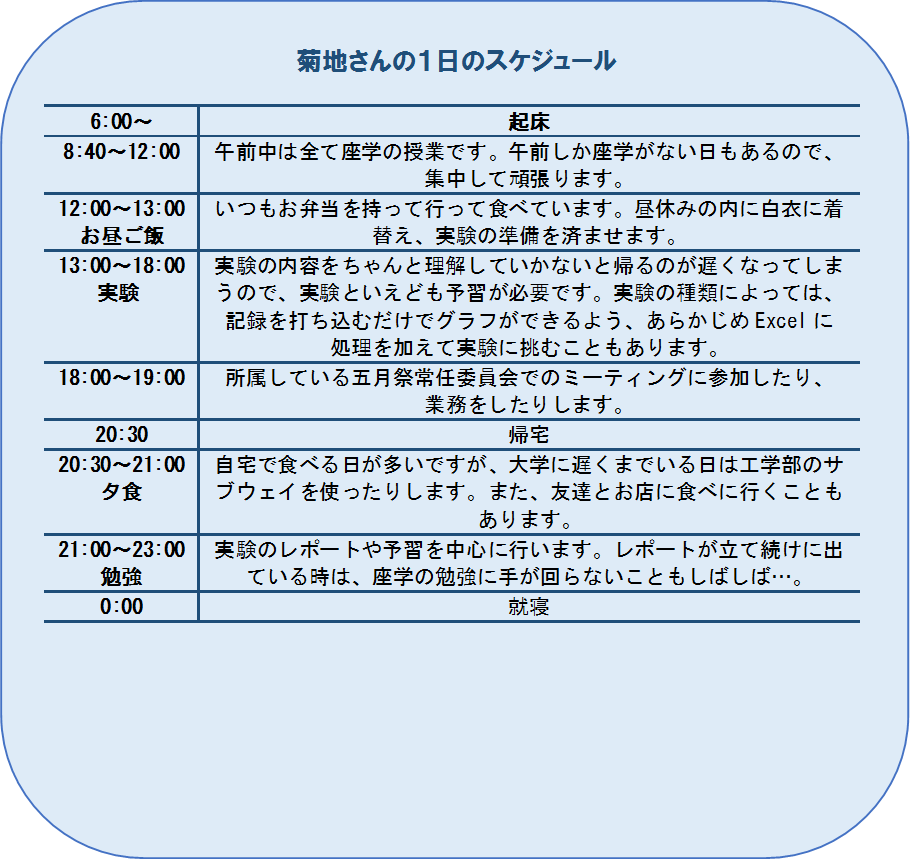 菊地さんの１日のスケジュール
6:00～ 起床
8:40～12:00 午前中は全て座学の授業です。午前しか座学がない日もあるので、
集中して頑張ります。
12:00～13:00 いつもお弁当を持って行って食べています。昼休みの内に白衣に着
お昼ご飯 替え、実験の準備を済ませます。
13:00～18:00 実験の内容をちゃんと理解していかないと帰るのが遅くなってしま
実験 うので、実験といえども予習が必要です。実験の種類によっては、
記録を打ち込むだけでグラフができるよう、あらかじめ Excel に
処理を加えて実験に挑むこともあります。
18:00～19:00 所属している五月祭常任委員会でのミーティングに参加したり、
業務をしたりします。
20:30 帰宅
20:30～21:00 自宅で食べる日が多いですが、大学に遅くまでいる日は工学部のサ
夕食 ブウェイを使ったりします。また、友達とお店に食べに行くことも
あります。
21:00～23:00 実験のレポートや予習を中心に行います。レポートが立て続けに出
勉強 ている時は、座学の勉強に手が回らないこともしばしば…。
0:00 就寝